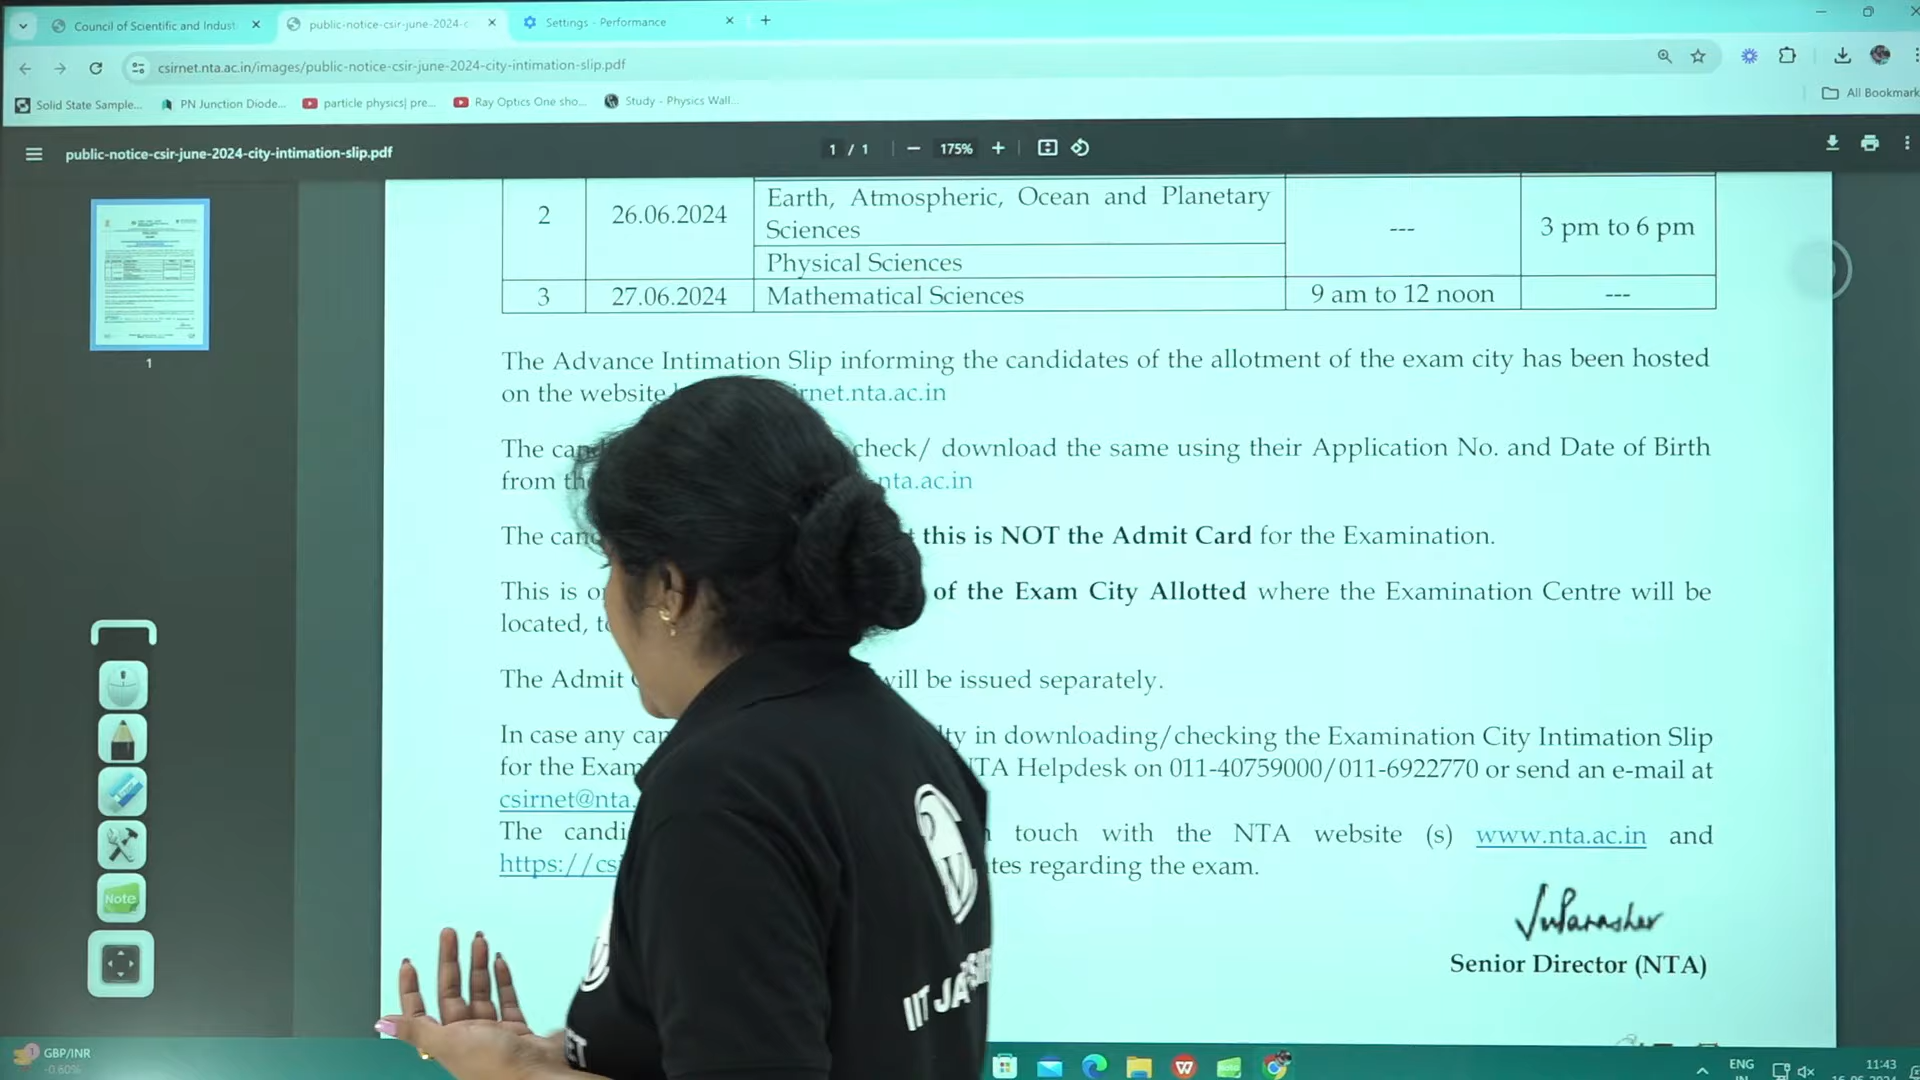 Council of Scientific and Indust
public-notice-csir-june-2024-c
Settings - Performance
csirnet.nta.ac.in/images/public-notice-csir-june-2024-city-intimation-slip.pdf
Solid State Sample...
PN Junction Diode...
particle physics| pre...
Ray Optics One sho...
Study - Physics Wall...
All Bookmark
public-notice-csir-june-2024-city-intimation-slip.pdf
1 / 1
175%
2 26.06.2024 Earth, Atmospheric, Ocean and Planetary Sciences --- 3 pm to 6 pm
Physical Sciences
3 27.06.2024 Mathematical Sciences 9 am to 12 noon ---
1
The Advance Intimation Slip informing the candidates of the allotment of the exam city has been hosted
on the website rnet.nta.ac.in
The can check/ download the same using their Application No. and Date of Birth
from th nta.ac.in
The can this is NOT the Admit Card for the Examination.
This is of the Exam City Allotted where the Examination Centre will be
located,
The Admit will be issued separately.
In case any can lty in downloading/checking the Examination City Intimation Slip
for the Exam NTA Helpdesk on 011-40759000/011-6922770 or send an e-mail at
csirnet@nta.
The candi touch with the NTA website (s) www.nta.ac.in and
https://csi tes regarding the exam.
Senior Director (NTA)
Note
IIT JA
GBP/INR
-0.60%
ENG
IN
11:43